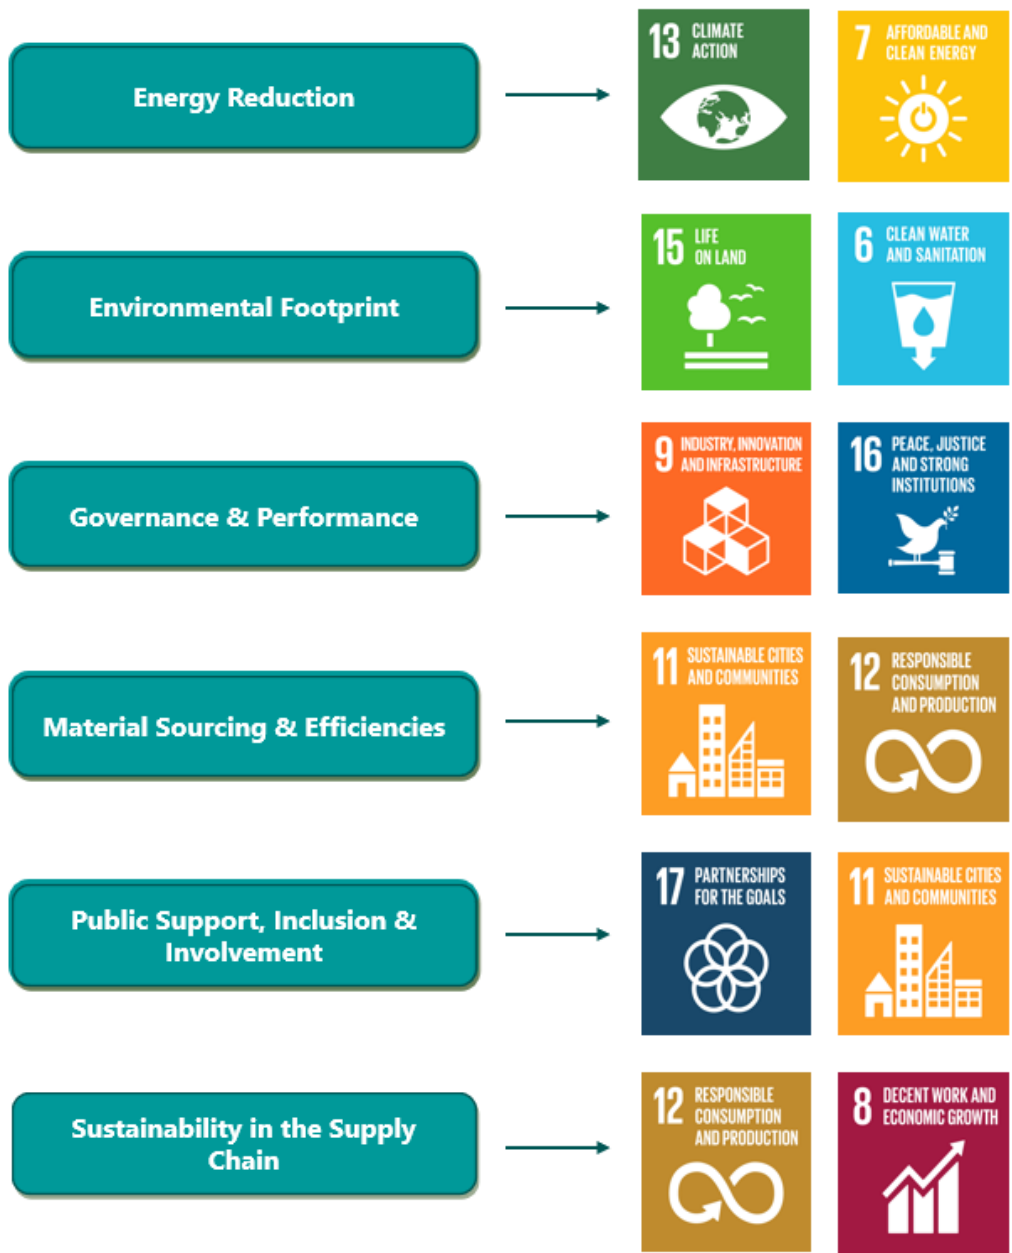 Energy Reduction
13 CLIMATE
ACTION
7 AFFORDABLE AND
CLEAN ENERGY
Environmental Footprint
15 LIFE
ON LAND
6 CLEAN WATER
AND SANITATION
Governance & Performance
9 INDUSTRY, INNOVATION
AND INFRASTRUCTURE
16 PEACE, JUSTICE
AND STRONG
INSTITUTIONS
Material Sourcing & Efficiencies
11 SUSTAINABLE CITIES
AND COMMUNITIES
12 RESPONSIBLE
CONSUMPTION
AND PRODUCTION
Public Support, Inclusion &
Involvement
17 PARTNERSHIPS
FOR THE GOALS
11 SUSTAINABLE CITIES
AND COMMUNITIES
Sustainability in the Supply
Chain
12 RESPONSIBLE
CONSUMPTION
AND PRODUCTION
8 DECENT WORK AND
ECONOMIC GROWTH